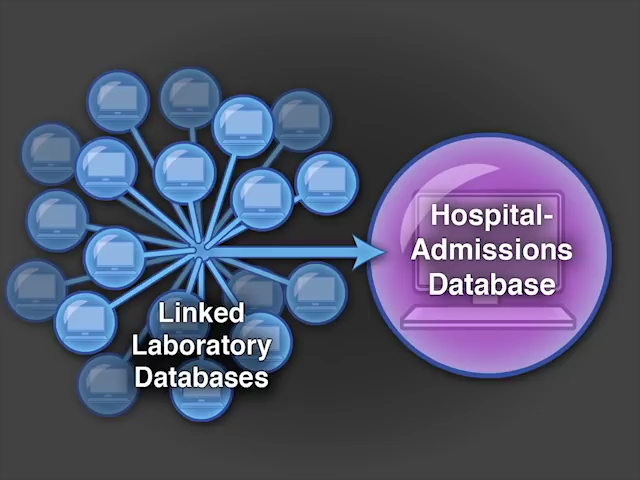 Linked
Laboratory
Databases
Hospital-
Admissions
Database